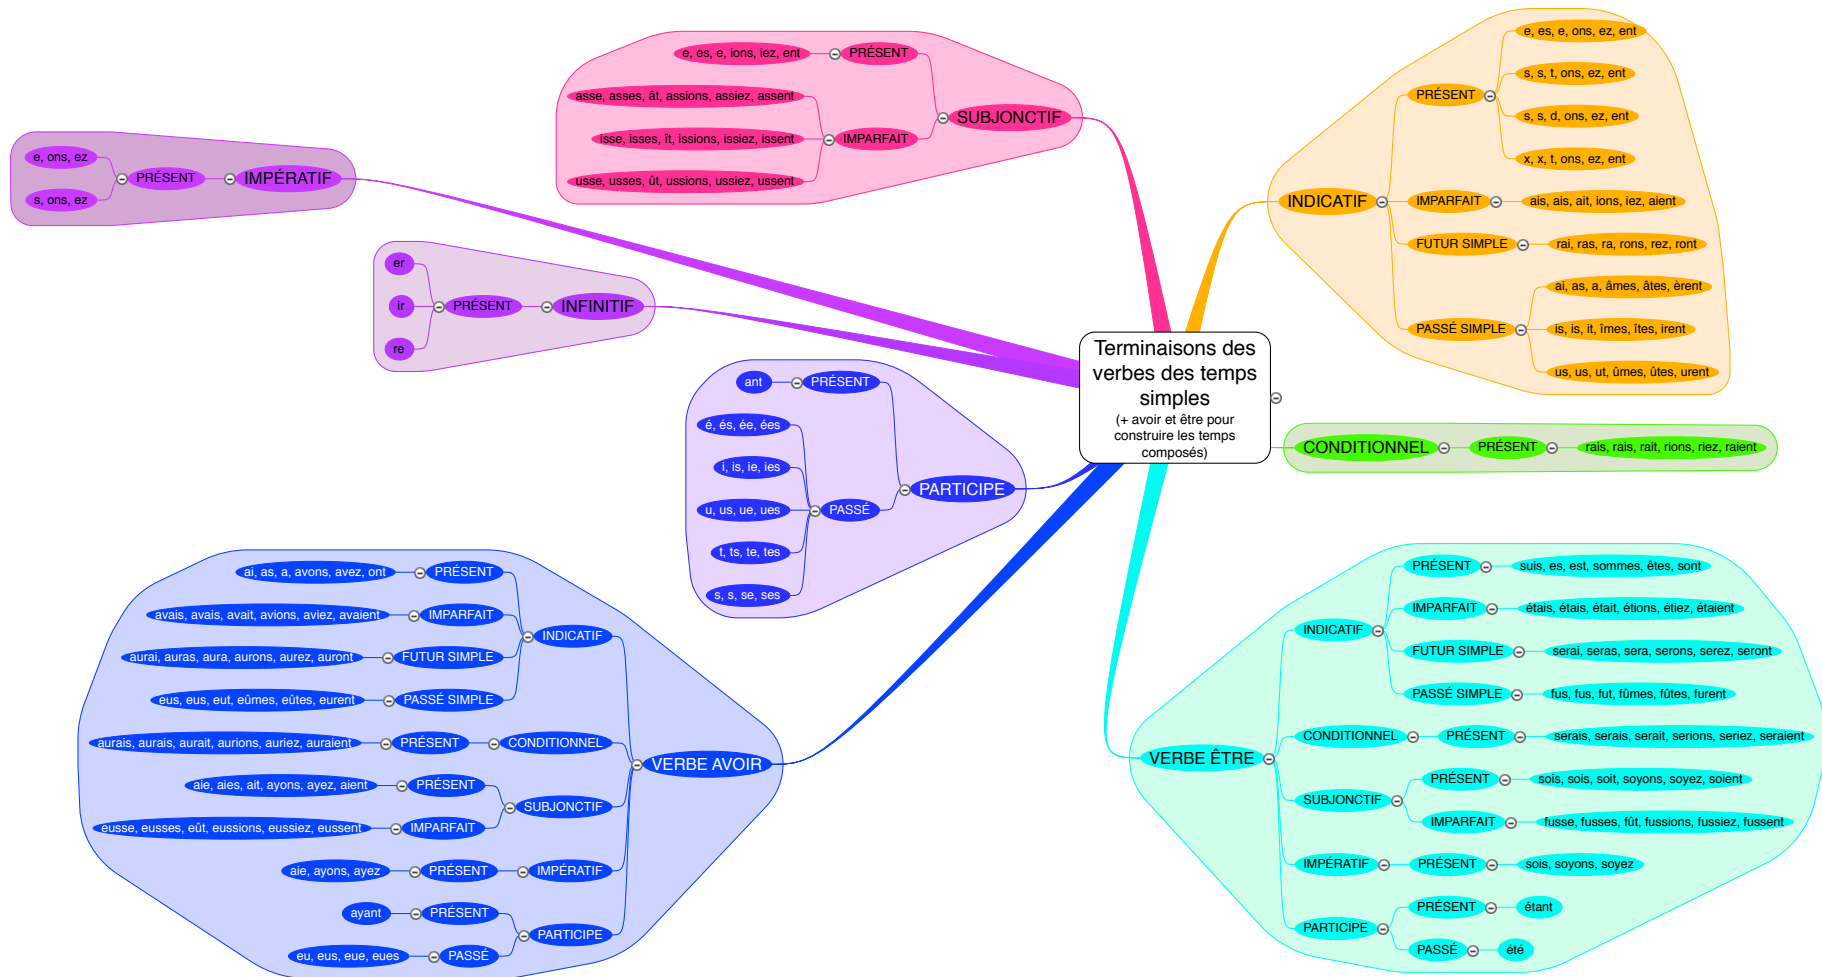 Terminaisons des
verbes des temps
simples
(+ avoir et être pour
construire les temps
composés)
INDICATIF
PRÉSENT
e, es, e, ons, ez, ent
s, s, t, ons, ez, ent
s, s, d, ons, ez, ent
x, x, t, ons, ez, ent
IMPARFAIT
ais, ais, ait, ions, iez, aient
FUTUR SIMPLE
rai, ras, ra, rons, rez, ront
PASSÉ SIMPLE
ai, as, a, âmes, âtes, èrent
is, is, it, îmes, îtes, irent
us, us, ut, ûmes, ûtes, urent
CONDITIONNEL
PRÉSENT
rais, rais, rait, rions, riez, raient
VERBE ÊTRE
INDICATIF
PRÉSENT
suis, es, est, sommes, êtes, sont
IMPARFAIT
étais, étais, était, étions, étiez, étaient
FUTUR SIMPLE
serai, seras, sera, serons, serez, seront
PASSÉ SIMPLE
fus, fus, fut, fûmes, fûtes, furent
CONDITIONNEL
PRÉSENT
serais, serais, serait, serions, seriez, seraient
SUBJONCTIF
PRÉSENT
sois, sois, soit, soyons, soyez, soient
IMPARFAIT
fusse, fusses, fût, fussions, fussiez, fussent
IMPÉRATIF
PRÉSENT
sois, soyons, soyez
PARTICIPE
PRÉSENT
étant
PASSÉ
été
SUBJONCTIF
PRÉSENT
e, es, e, ions, iez, ent
IMPARFAIT
asse, asses, ât, assions, assiez, assent
isse, isses, ît, issions, issiez, issent
usse, usses, ût, ussions, ussiez, ussent
IMPÉRATIF
PRÉSENT
e, ons, ez
s, ons, ez
INFINITIF
PRÉSENT
er
ir
re
PARTICIPE
PRÉSENT
ant
PASSÉ
é, és, ée, ées
i, is, ie, ies
u, us, ue, ues
t, ts, te, tes
s, s, se, ses
VERBE AVOIR
INDICATIF
PRÉSENT
ai, as, a, avons, avez, ont
IMPARFAIT
avais, avais, avait, avions, aviez, avaient
FUTUR SIMPLE
aurai, auras, aura, aurons, aurez, auront
PASSÉ SIMPLE
eus, eus, eut, eûmes, eûtes, eurent
CONDITIONNEL
PRÉSENT
aurais, aurais, aurait, aurions, auriez, auraient
SUBJONCTIF
PRÉSENT
aie, aies, ait, ayons, ayez, aient
IMPARFAIT
eusse, eusses, eût, eussions, eussiez, eussent
IMPÉRATIF
PRÉSENT
aie, ayons, ayez
PARTICIPE
PRÉSENT
ayant
PASSÉ
eu, eus, eue, eues